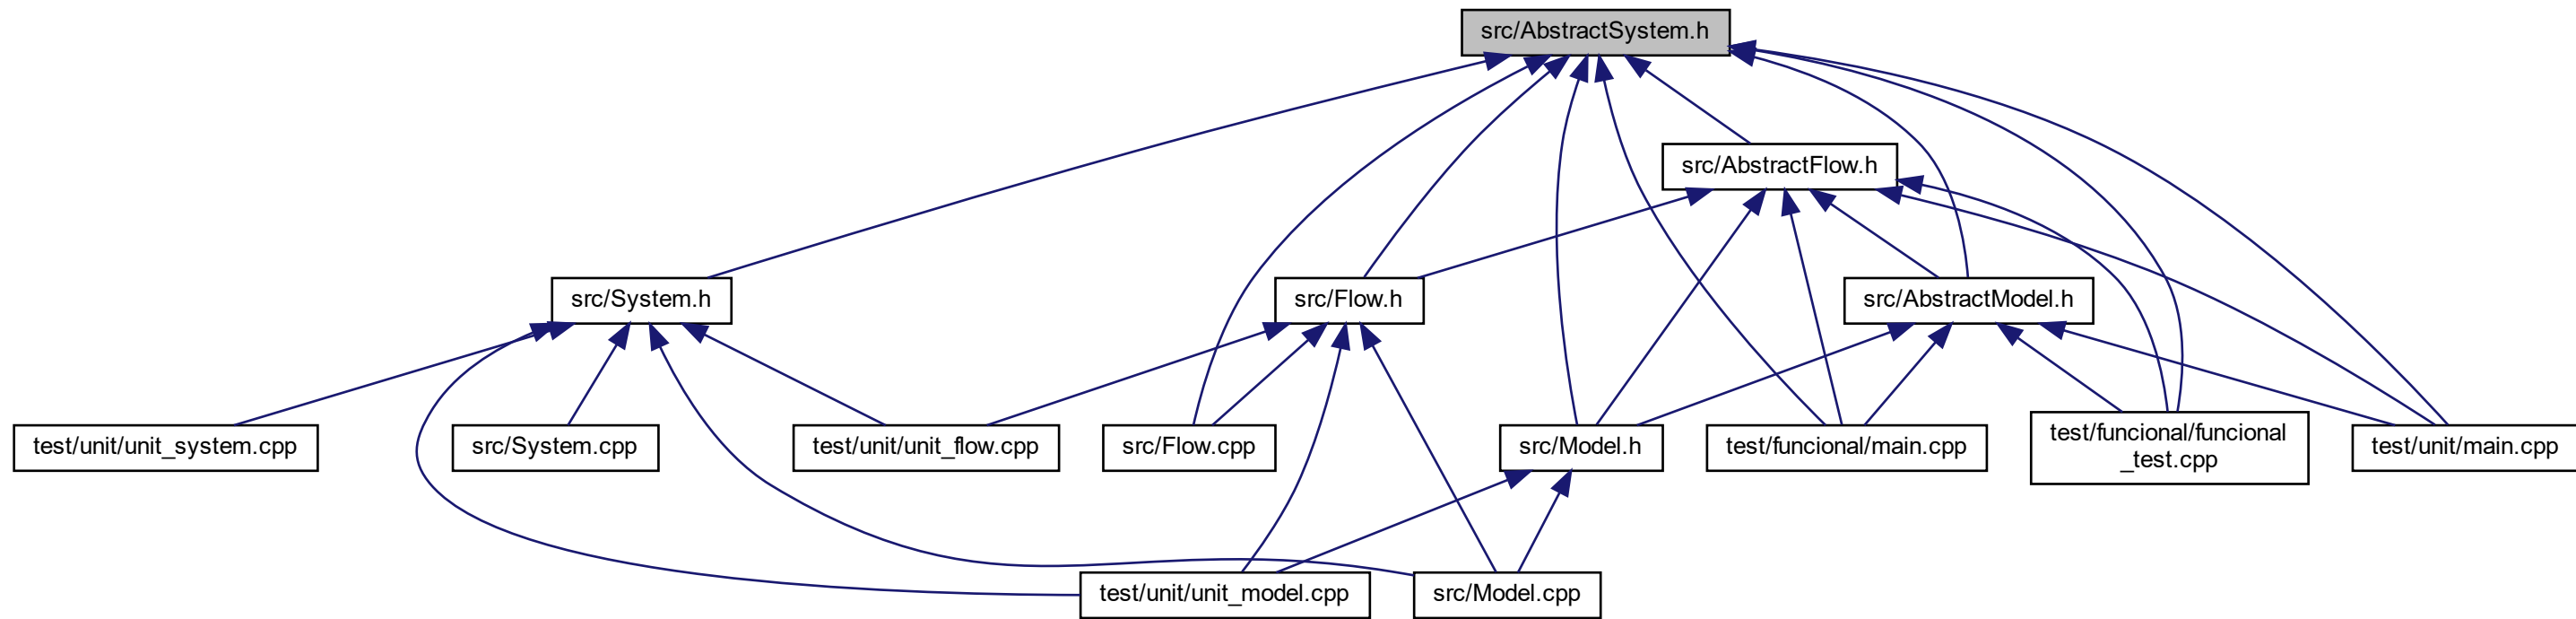 src/AbstractSystem.h
src/AbstractFlow.h
src/System.h
src/Flow.h
src/AbstractModel.h
test/unit/unit_system.cpp
src/System.cpp
test/unit/unit_flow.cpp
src/Flow.cpp
src/Model.h
test/funcional/main.cpp
test/funcional/funcional
_test.cpp
test/unit/main.cpp
test/unit/unit_model.cpp
src/Model.cpp